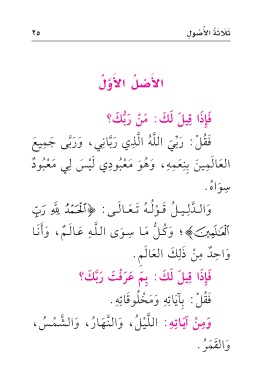 ثَلَاثَةُ الأُصُولِ ٢٥
الأَصْلُ الأَوَّلُ
فَإِذَا قِيلَ لَكَ: مَنْ رَبُّكَ؟
فَقُلْ: رَبِّيَ اللَّهُ الَّذِي رَبَّانِي، وَرَبَّى جَمِيعَ
العَالَمِينَ بِنِعَمِهِ، وَهُوَ مَعْبُودِي لَيْسَ لِي مَعْبُودٌ
سِوَاهُ.
وَالدَّلِيلُ قَوْلُهُ تَعَالَى: ﴿الْحَمْدُ لِلَّهِ رَبِّ
الْعَالَمِينَ﴾؛ وَكُلُّ مَا سِوَى اللَّهِ عَالَمٌ، وَأَنَا
وَاحِدٌ مِنْ ذَلِكَ العَالَمِ.
فَإِذَا قِيلَ لَكَ: بِمَ عَرَفْتَ رَبَّكَ؟
فَقُلْ: بِآيَاتِهِ وَمَخْلُوقَاتِهِ.
وَمِنْ آيَاتِهِ: اللَّيْلُ، وَالنَّهَارُ، وَالشَّمْسُ،
وَالقَمَرُ.